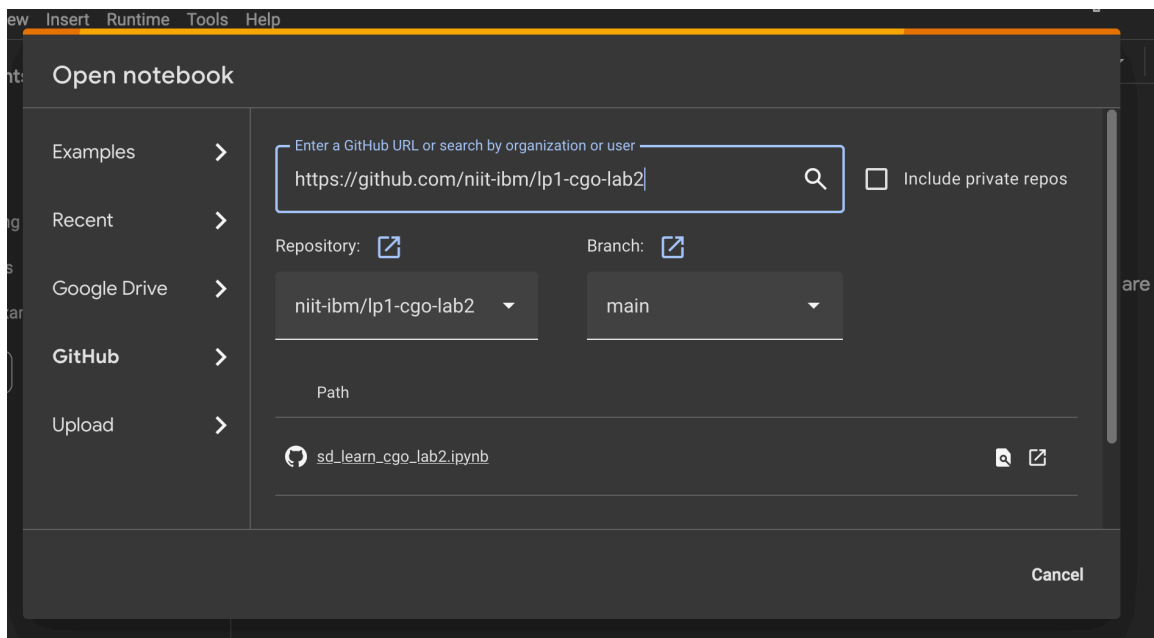 Insert Runtime Tools Help
Open notebook
Examples
Recent
Google Drive
GitHub
Upload
Enter a GitHub URL or search by organization or user
https://github.com/niit-ibm/lp1-cgo-lab2
Include private repos
Repository:
Branch:
niit-ibm/lp1-cgo-lab2
main
Path
sd_learn_cgo_lab2.ipynb
are
Cancel